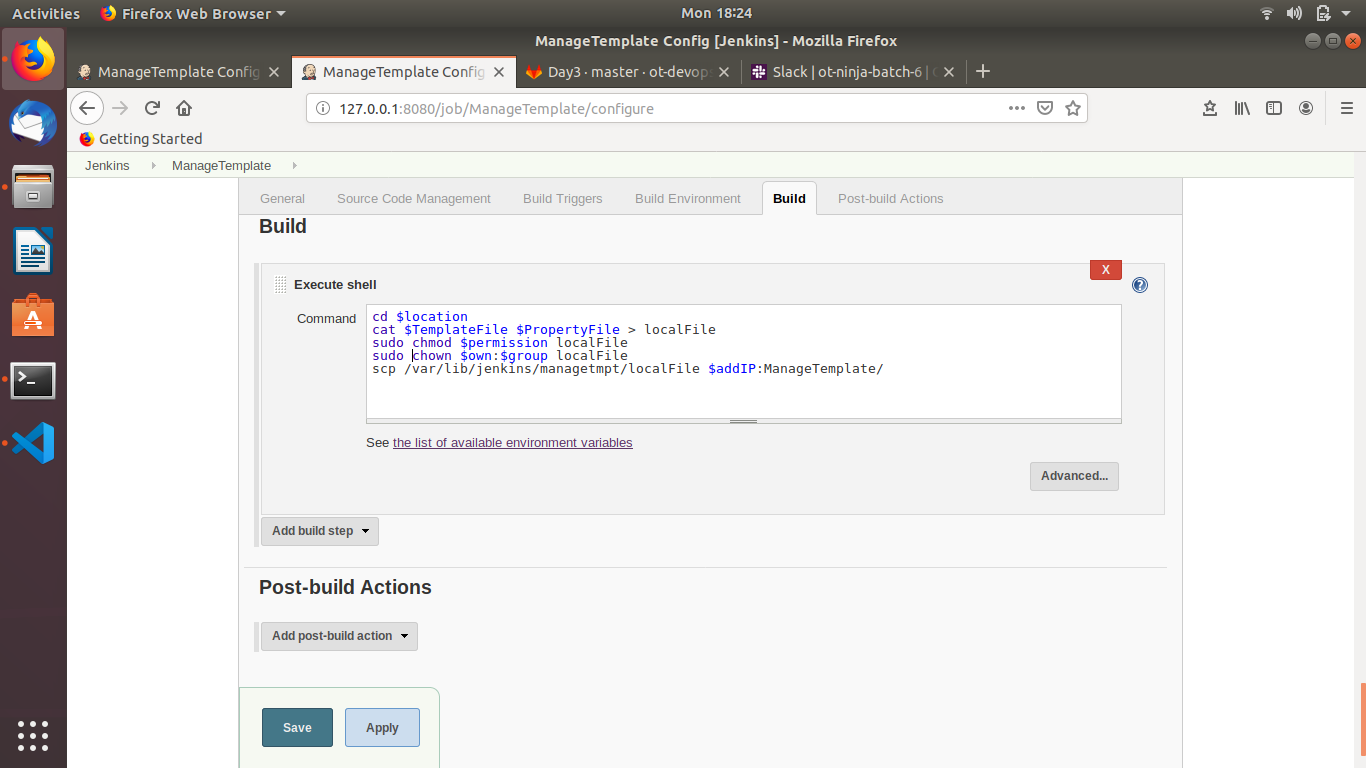 Activities Firefox Web Browser Mon 18:24
ManageTemplate Config [Jenkins] - Mozilla Firefox
ManageTemplate Config ManageTemplate Config Day3 · master · ot-devops Slack | ot-ninja-batch-6 |
127.0.0.1:8080/job/ManageTemplate/configure
Getting Started
Jenkins ManageTemplate
General Source Code Management Build Triggers Build Environment Build Post-build Actions
Build
X
Execute shell
Command
cd $location
cat $TemplateFile $PropertyFile > localFile
sudo chmod $permission localFile
sudo chown $own:$group localFile
scp /var/lib/jenkins/managetmpt/localFile $addIP:ManageTemplate/
See the list of available environment variables
Advanced...
Add build step
Post-build Actions
Add post-build action
Save Apply